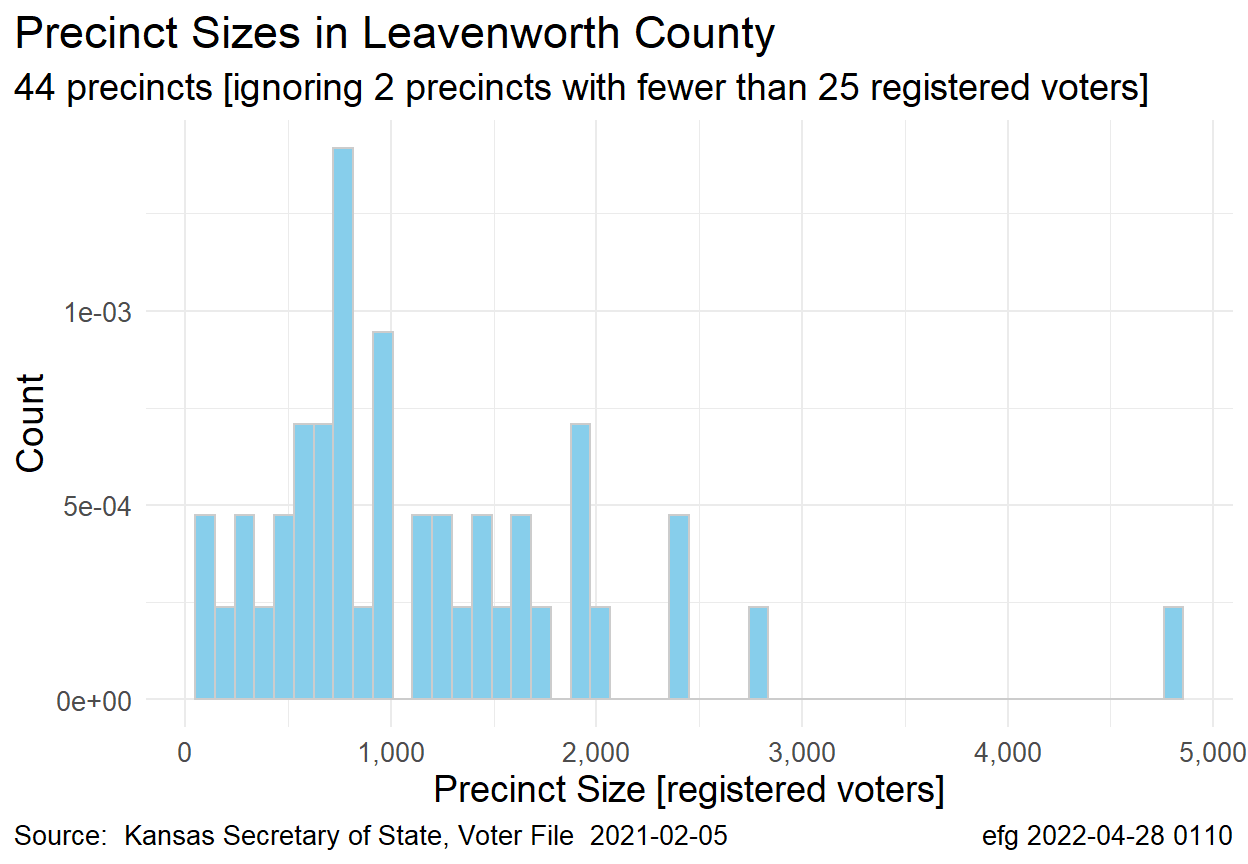 Precinct Sizes in Leavenworth County
44 precincts [ignoring 2 precincts with fewer than 25 registered voters]
Count
1e-03
5e-04
0e+00
0 1,000 2,000 3,000 4,000 5,000
Precinct Size [registered voters]
Source:  Kansas Secretary of State, Voter File  2021-02-05 efg 2022-04-28 0110